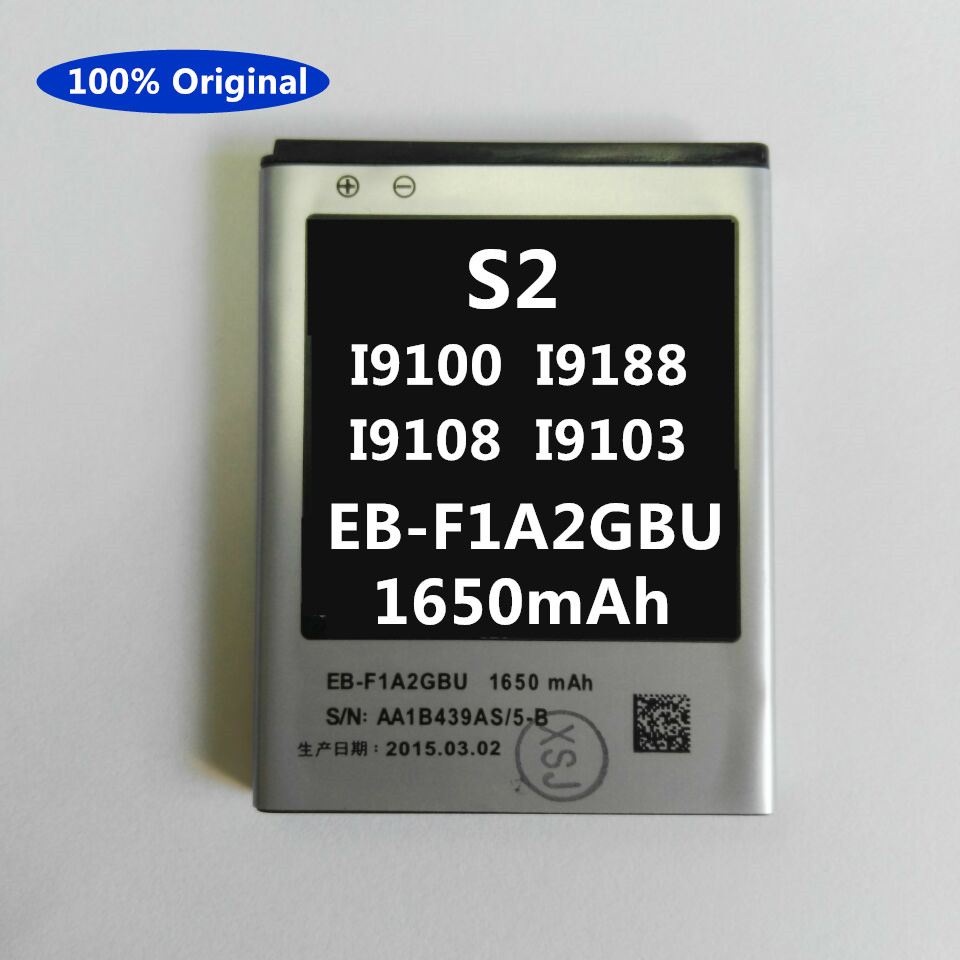 100% Original
S2
I9100 I9188
I9108 I9103
EB-F1A2GBU
1650mAh
EB-F1A2GBU 1650 mAh
S/N: AA1B439AS/5-B
生产日期：2015.03.02
XSJ